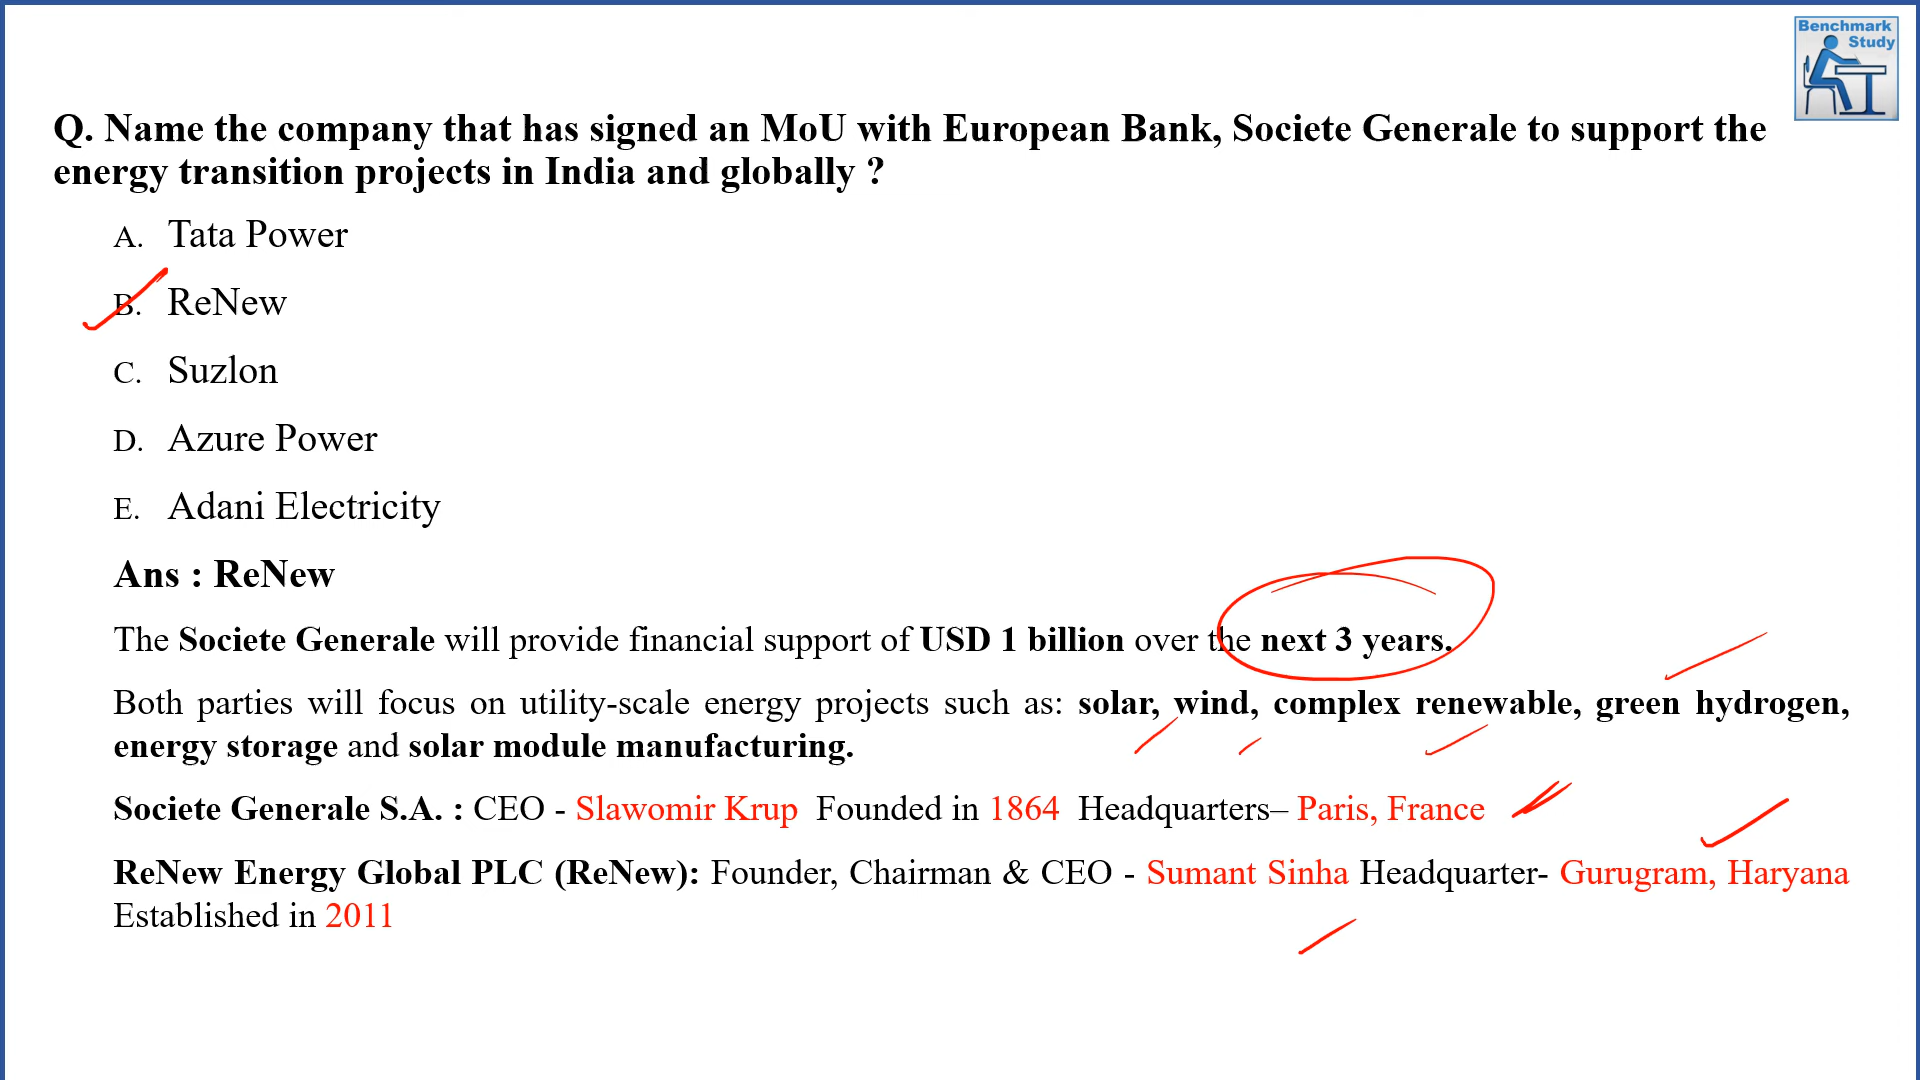 Benchmark
Study
Q. Name the company that has signed an MoU with European Bank, Societe Generale to support the
energy transition projects in India and globally ?
A. Tata Power
B. ReNew
C. Suzlon
D. Azure Power
E. Adani Electricity
Ans : ReNew
The Societe Generale will provide financial support of USD 1 billion over the next 3 years.
Both parties will focus on utility-scale energy projects such as: solar, wind, complex renewable, green hydrogen,
energy storage and solar module manufacturing.
Societe Generale S.A. : CEO - Slawomir Krup Founded in 1864 Headquarters– Paris, France
ReNew Energy Global PLC (ReNew): Founder, Chairman & CEO - Sumant Sinha Headquarter- Gurugram, Haryana
Established in 2011